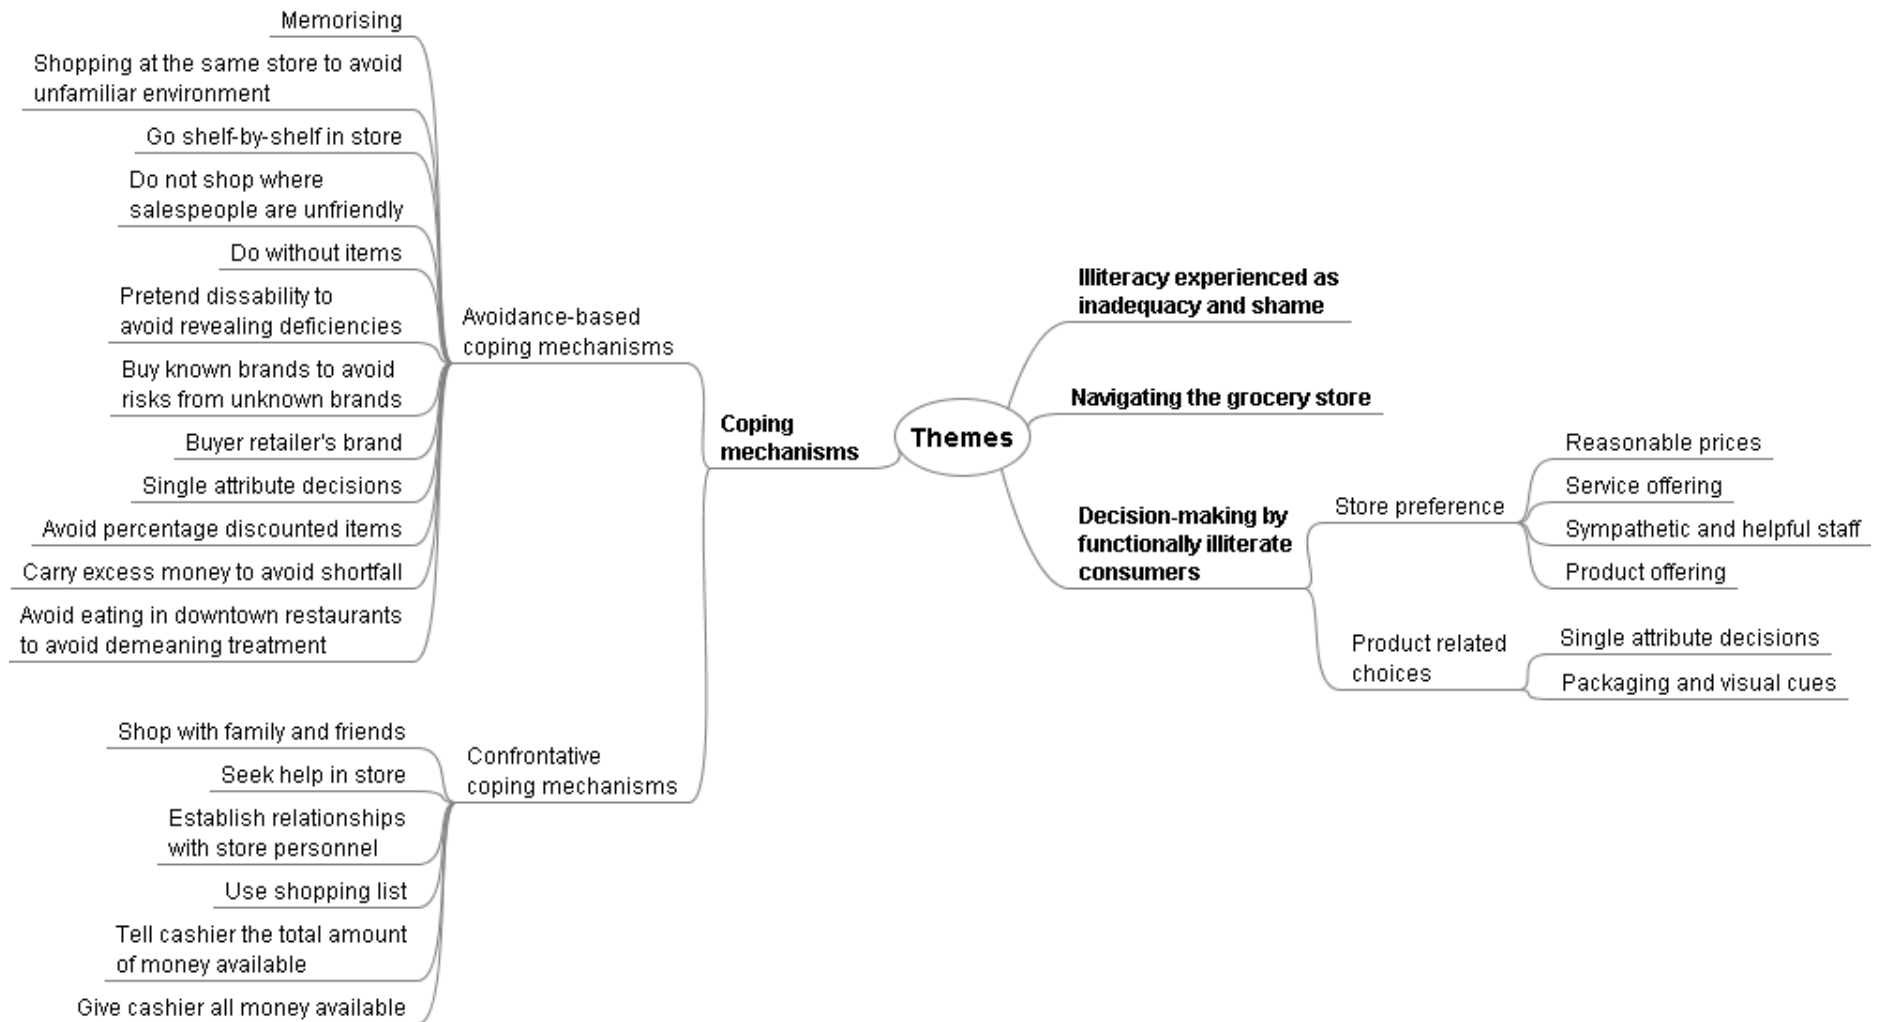 Memorising
Shopping at the same store to avoid
unfamiliar environment
Go shelf-by-shelf in store
Do not shop where
salespeople are unfriendly
Do without items
Pretend dissability to
avoid revealing deficiencies
Buy known brands to avoid
risks from unknown brands
Buyer retailer's brand
Single attribute decisions
Avoid percentage discounted items
Carry excess money to avoid shortfall
Avoid eating in downtown restaurants
to avoid demeaning treatment
Avoidance-based
coping mechanisms
Shop with family and friends
Seek help in store
Establish relationships
with store personnel
Use shopping list
Tell cashier the total amount
of money available
Give cashier all money available
Confrontative
coping mechanisms
Coping
mechanisms
Themes
Illiteracy experienced as
inadequacy and shame
Navigating the grocery store
Decision-making by
functionally illiterate
consumers
Store preference
Reasonable prices
Service offering
Sympathetic and helpful staff
Product offering
Product related
choices
Single attribute decisions
Packaging and visual cues